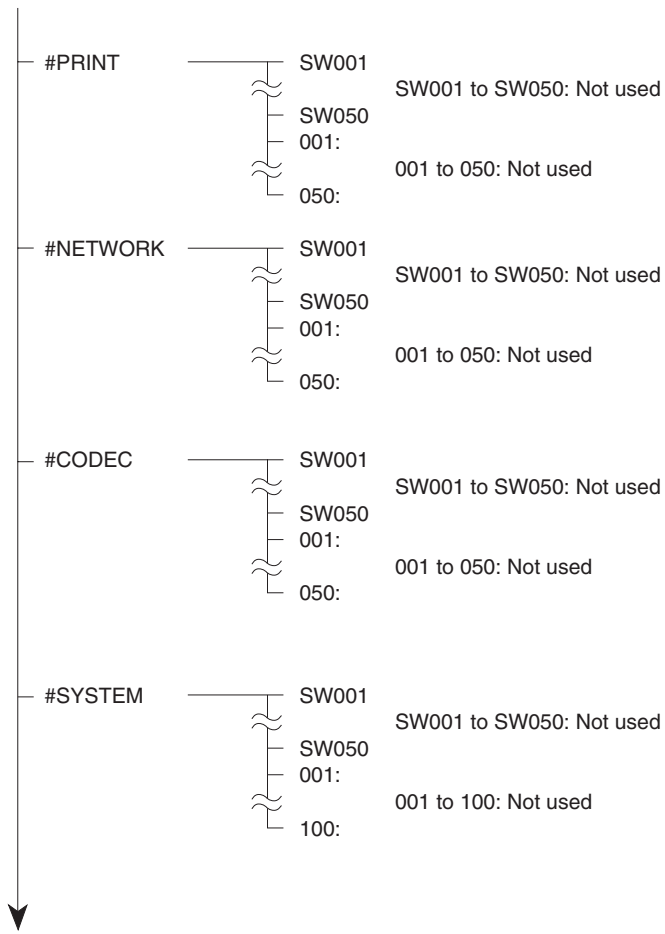 #PRINT SW001
SW001 to SW050: Not used
SW050
001:
001 to 050: Not used
050:
#NETWORK SW001
SW001 to SW050: Not used
SW050
001:
001 to 050: Not used
050:
#CODEC SW001
SW001 to SW050: Not used
SW050
001:
001 to 050: Not used
050:
#SYSTEM SW001
SW001 to SW050: Not used
SW050
001:
001 to 100: Not used
100: